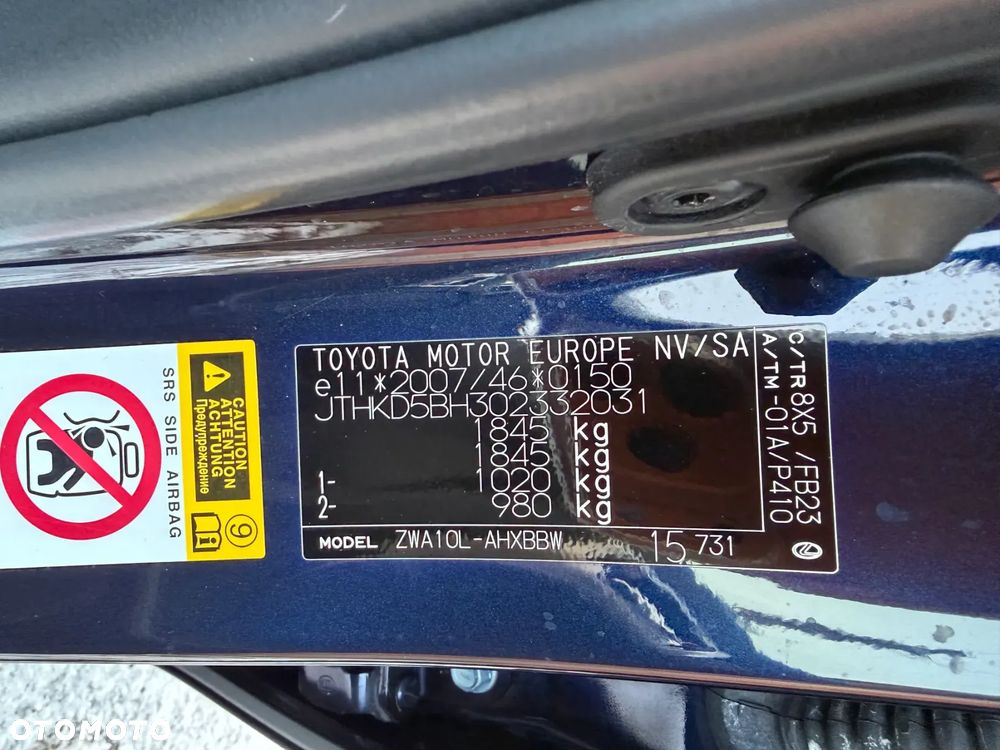 TOYOTA MOTOR EUROPE NV/SA
e11*2007/46*0150
JTHKD5BH302332031
1845 kg
1845 kg
1- 1020 kg
2- 980 kg
MODEL ZWA10L-AHXBBW 15 731
C/TR8X5 /FB23
A/TM-01A/P410
CAUTION
ATTENTION
ACHTUNG
Предупреждение
9
SRS SIDE AIRBAG
OTOMOTO